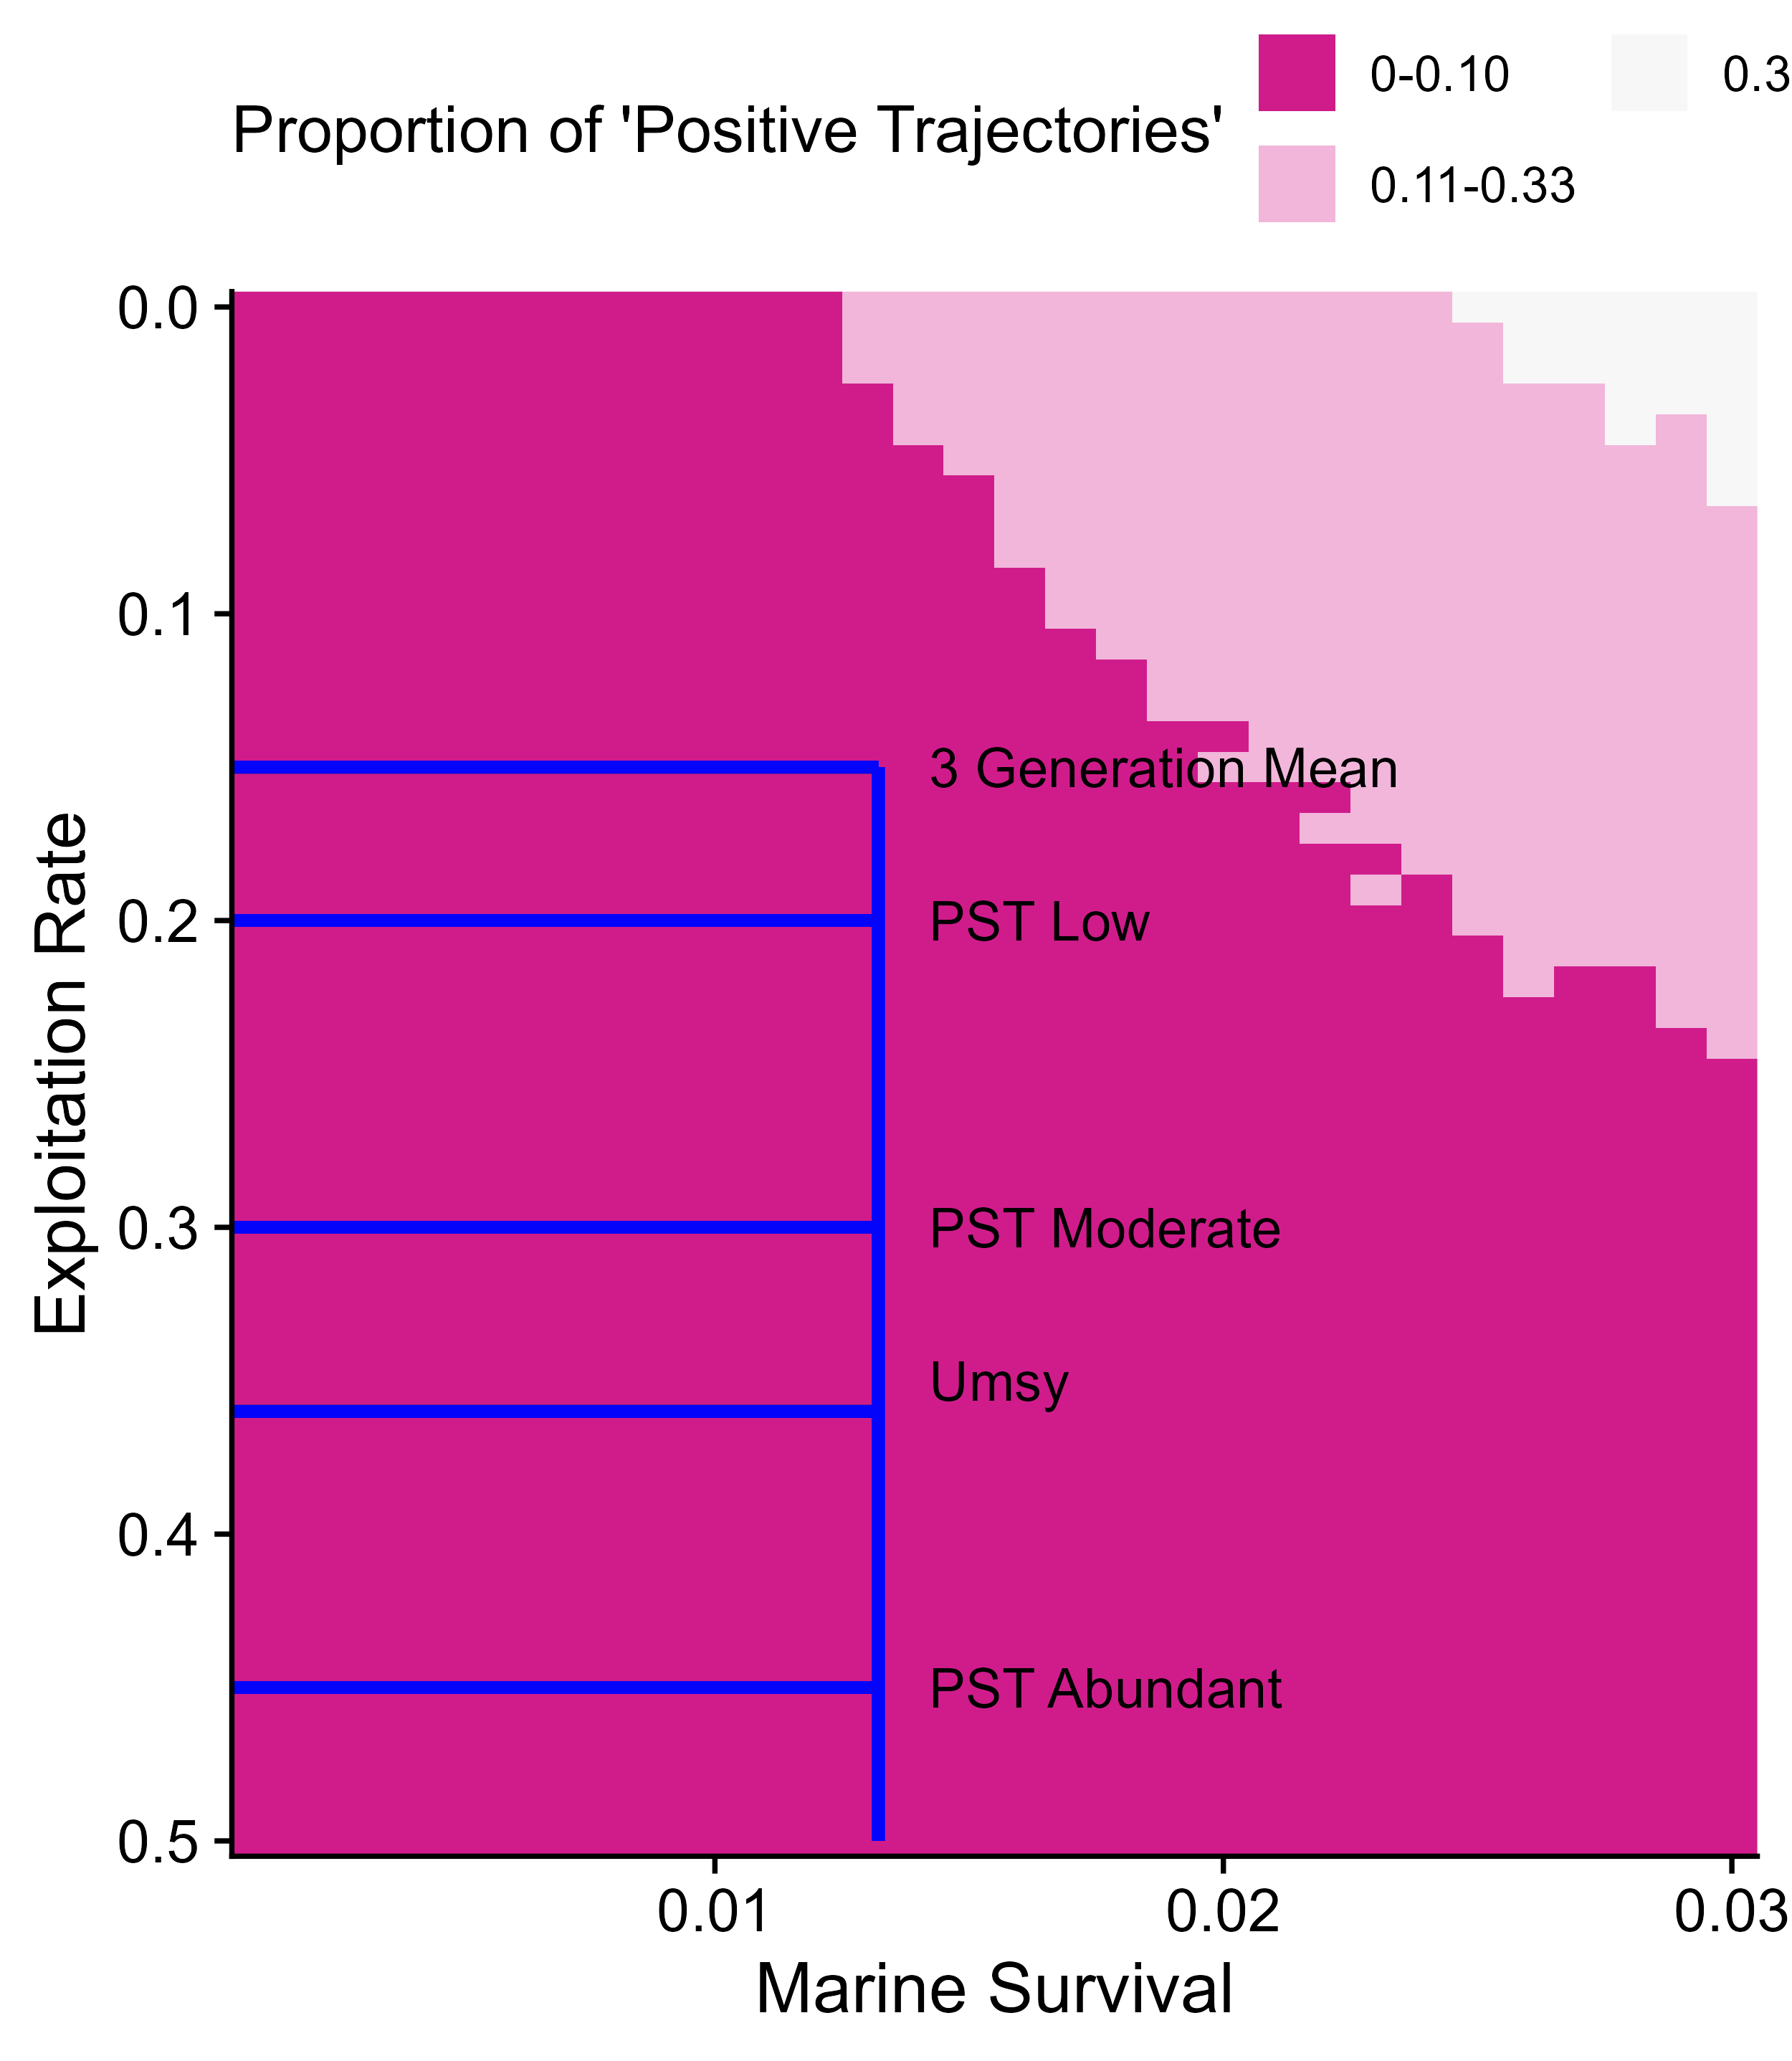 Proportion of 'Positive Trajectories'
0-0.10
0.3
0.11-0.33
0.0
0.1
0.2
0.3
0.4
0.5
Exploitation Rate
3 Generation Mean
PST Low
PST Moderate
Umsy
PST Abundant
0.01
0.02
0.03
Marine Survival